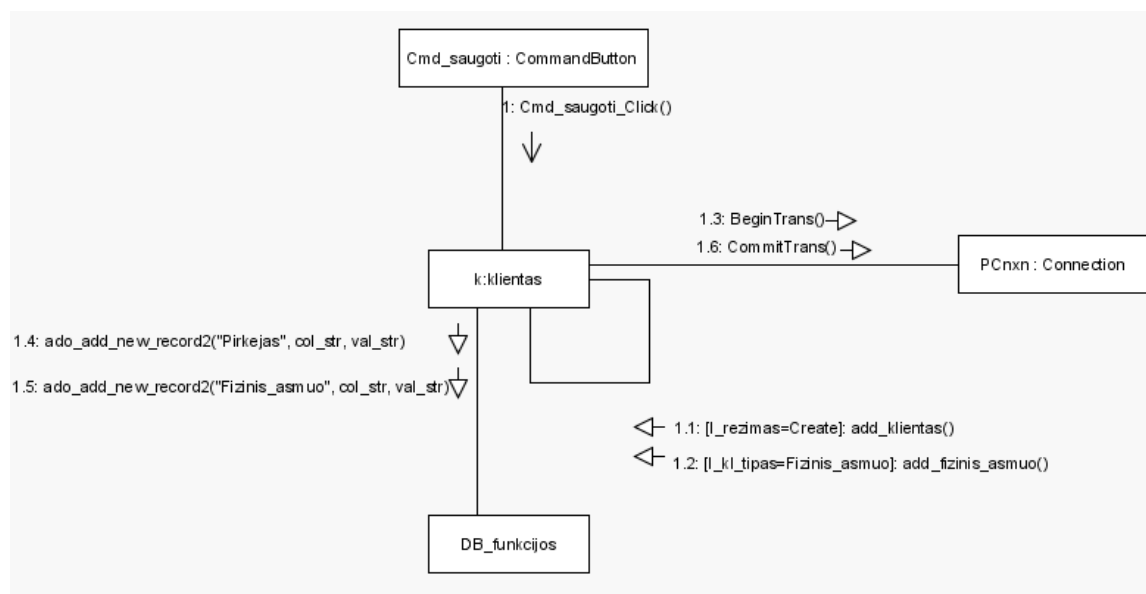 Cmd_saugoti : CommandButton
1: Cmd_saugoti_Click()
1.3: BeginTrans()
1.6: CommitTrans()
PCnxn : Connection
k:klientas
1.4: ado_add_new_record2("Pirkejas", col_str, val_str)
1.5: ado_add_new_record2("Fizinis_asmuo", col_str, val_str)
1.1: [l_rezimas=Create]: add_klientas()
1.2: [l_kl_tipas=Fizinis_asmuo]: add_fizinis_asmuo()
DB_funkcijos